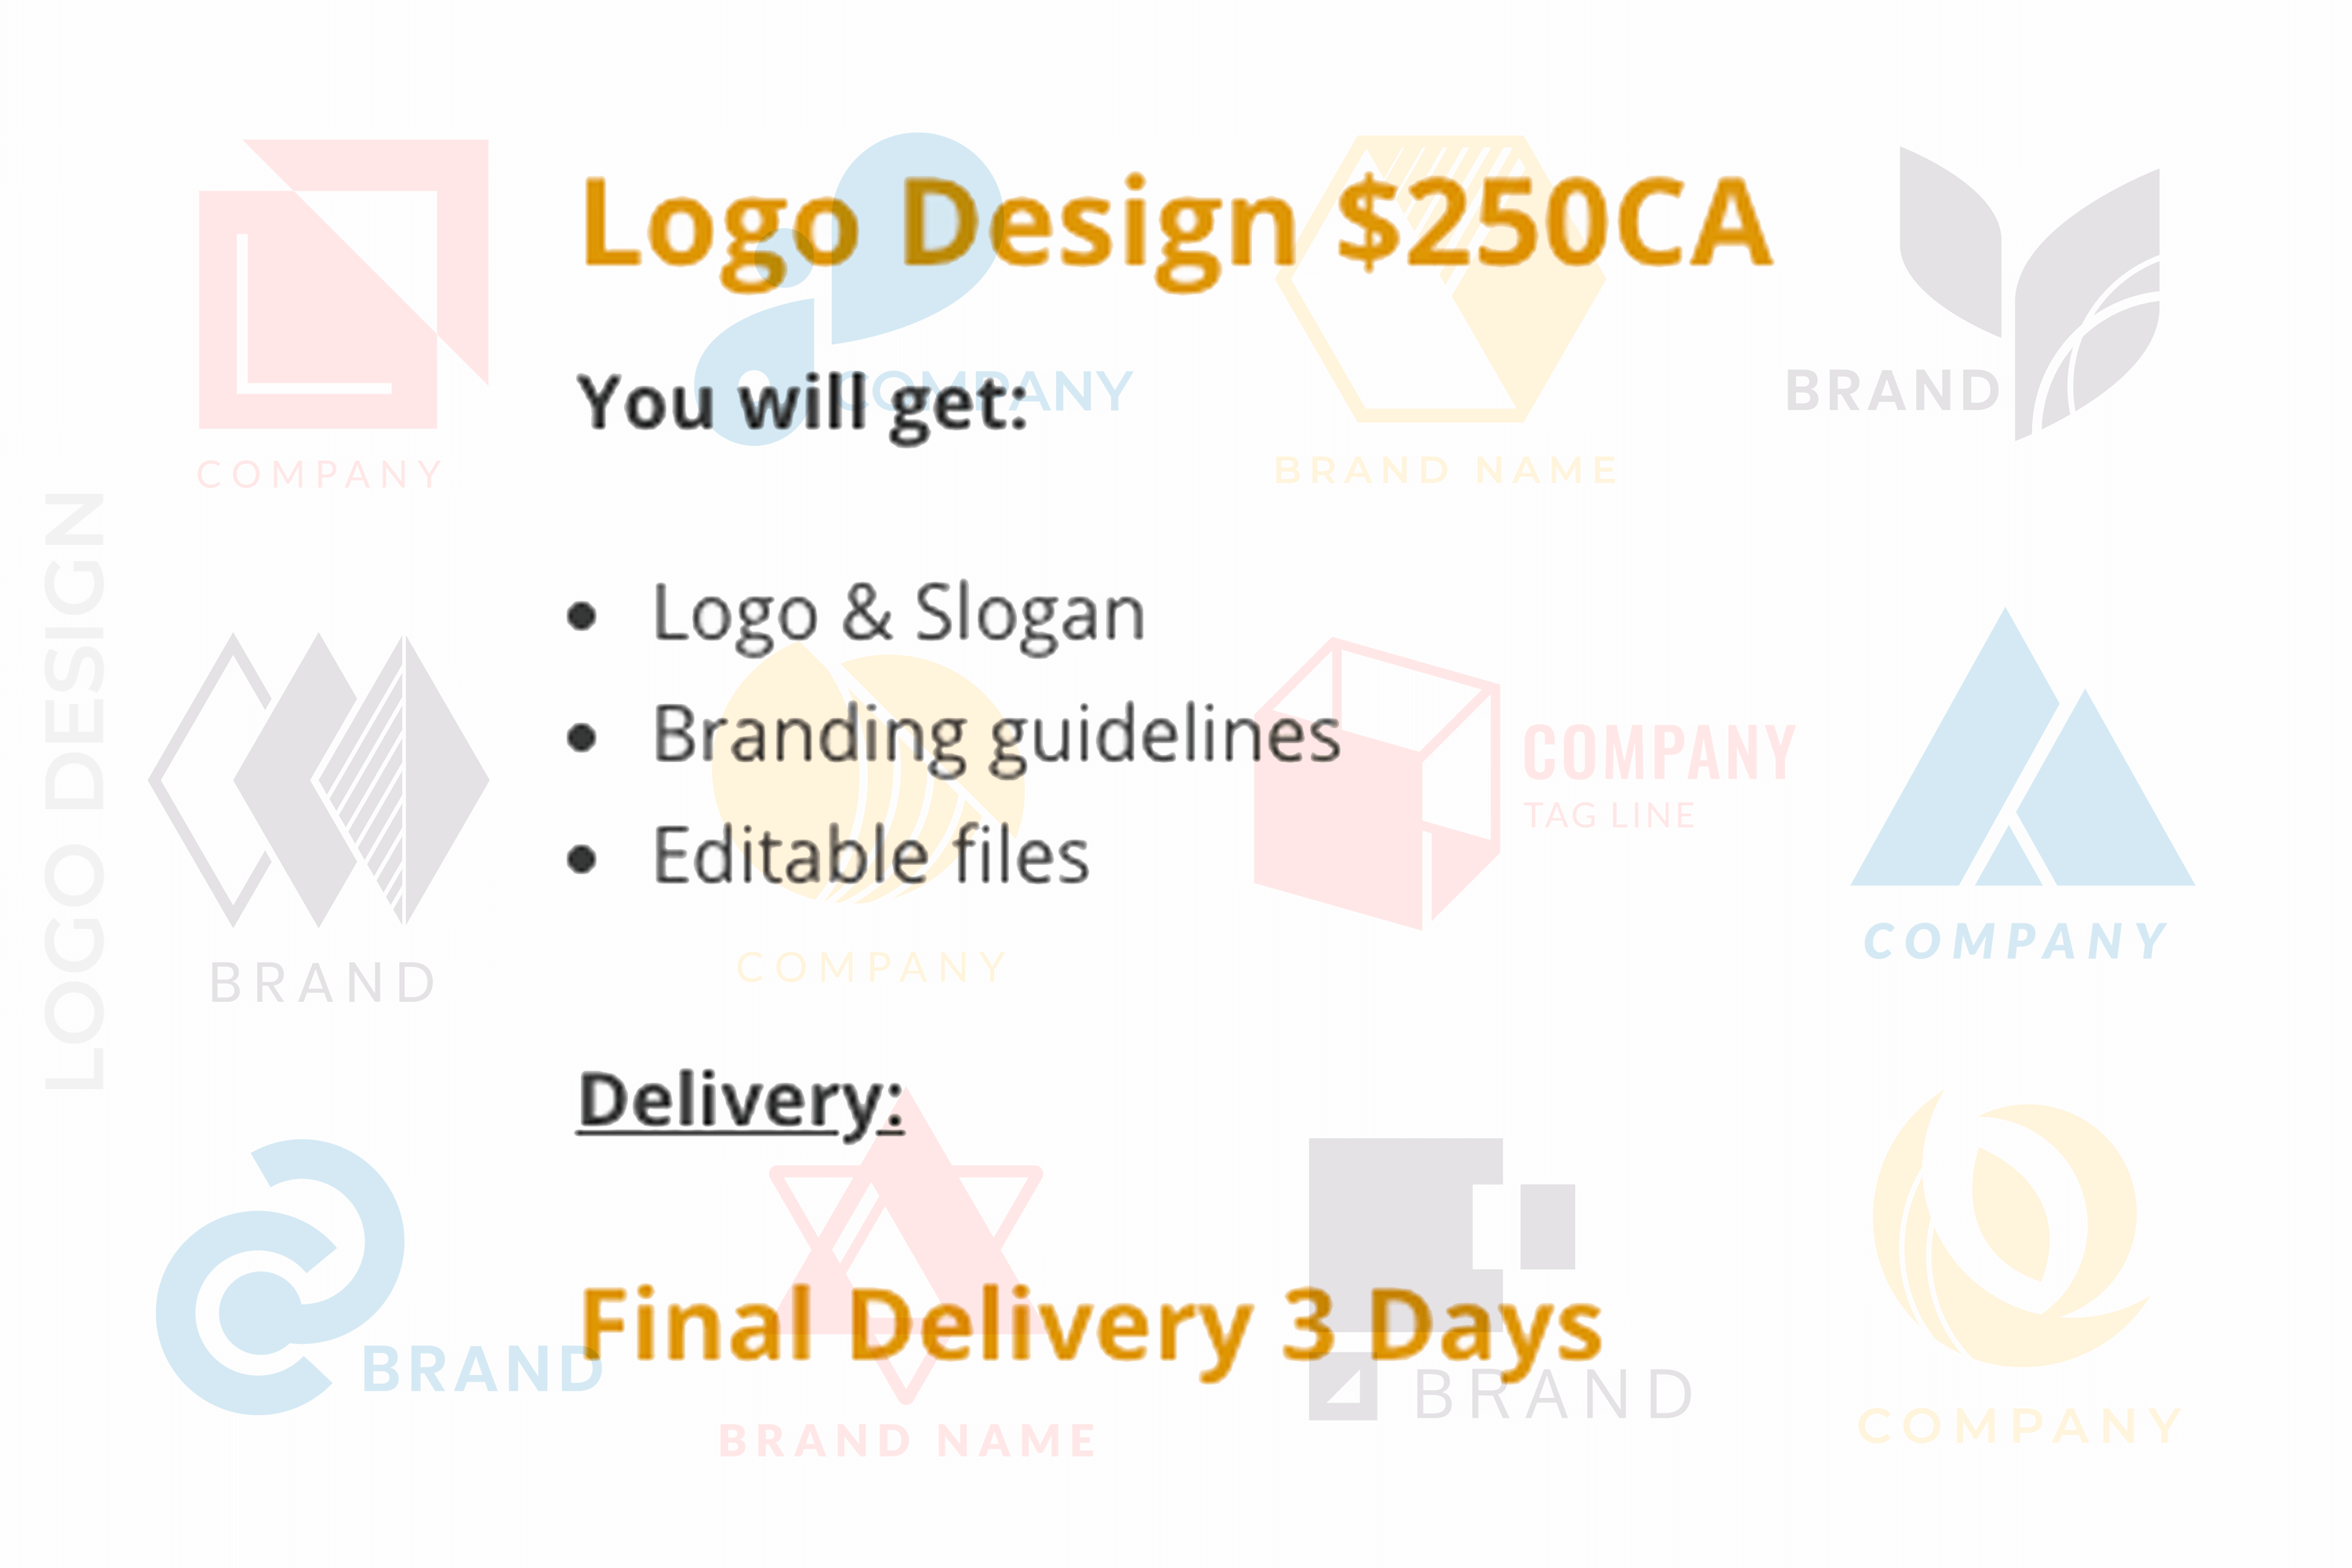 Logo Design $250CA
You will get:
COMPANY
COMPANY
BRAND NAME
BRAND
LOGO DESIGN
• Logo & Slogan
• Branding guidelines
• Editable files
BRAND
COMPANY
COMPANY
TAG LINE
COMPANY
Delivery:
Final Delivery 3 Days
BRAND
BRAND NAME
BRAND
COMPANY